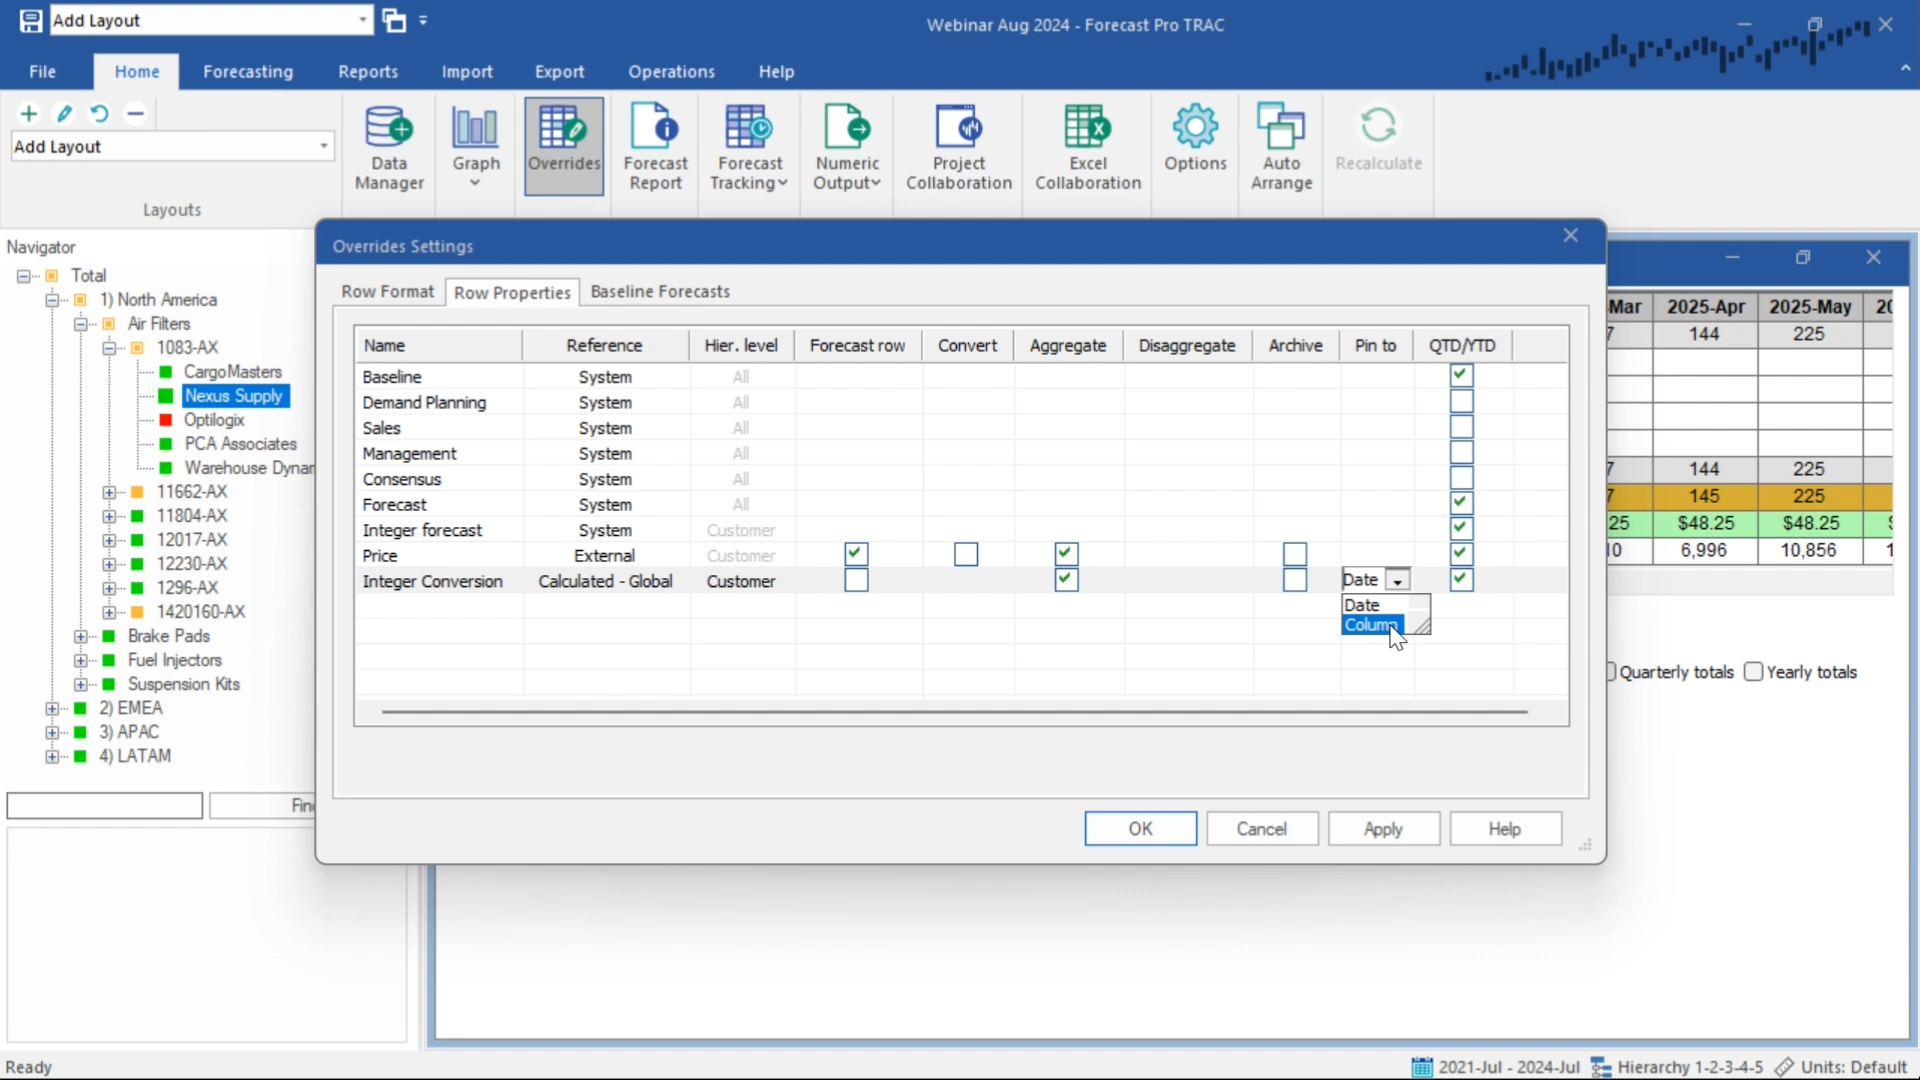 Add Layout
Webinar Aug 2024 - Forecast Pro TRAC
File Home Forecasting Reports Import Export Operations Help
Add Layout
Layouts
Data Manager
Graph
Overrides
Forecast Report
Forecast Tracking
Numeric Output
Project Collaboration
Excel Collaboration
Options
Auto Arrange
Recalculate
Navigator
Total
1) North America
Air Filters
1083-AX
CargoMasters
Nexus Supply
Optilogix
PCA Associates
Warehouse Dynar
11662-AX
11804-AX
12017-AX
12230-AX
1296-AX
1420160-AX
Brake Pads
Fuel Injectors
Suspension Kits
2) EMEA
3) APAC
4) LATAM
Overrides Settings
Row Format Row Properties Baseline Forecasts
Name Reference Hier. level Forecast row Convert Aggregate Disaggregate Archive Pin to QTD/YTD
Baseline System All
Demand Planning System All
Sales System All
Management System All
Consensus System All
Forecast System All
Integer forecast System Customer
Price External Customer
Integer Conversion Calculated - Global Customer Date
Date
Column
OK Cancel Apply Help
Mar 2025-Apr 2025-May 20
7 144 225
7 144 225
7 145 225
25 $48.25 $48.25
10 6,996 10,856 1
Quarterly totals Yearly totals
Ready
2021-Jul - 2024-Jul Hierarchy 1-2-3-4-5 Units: Default